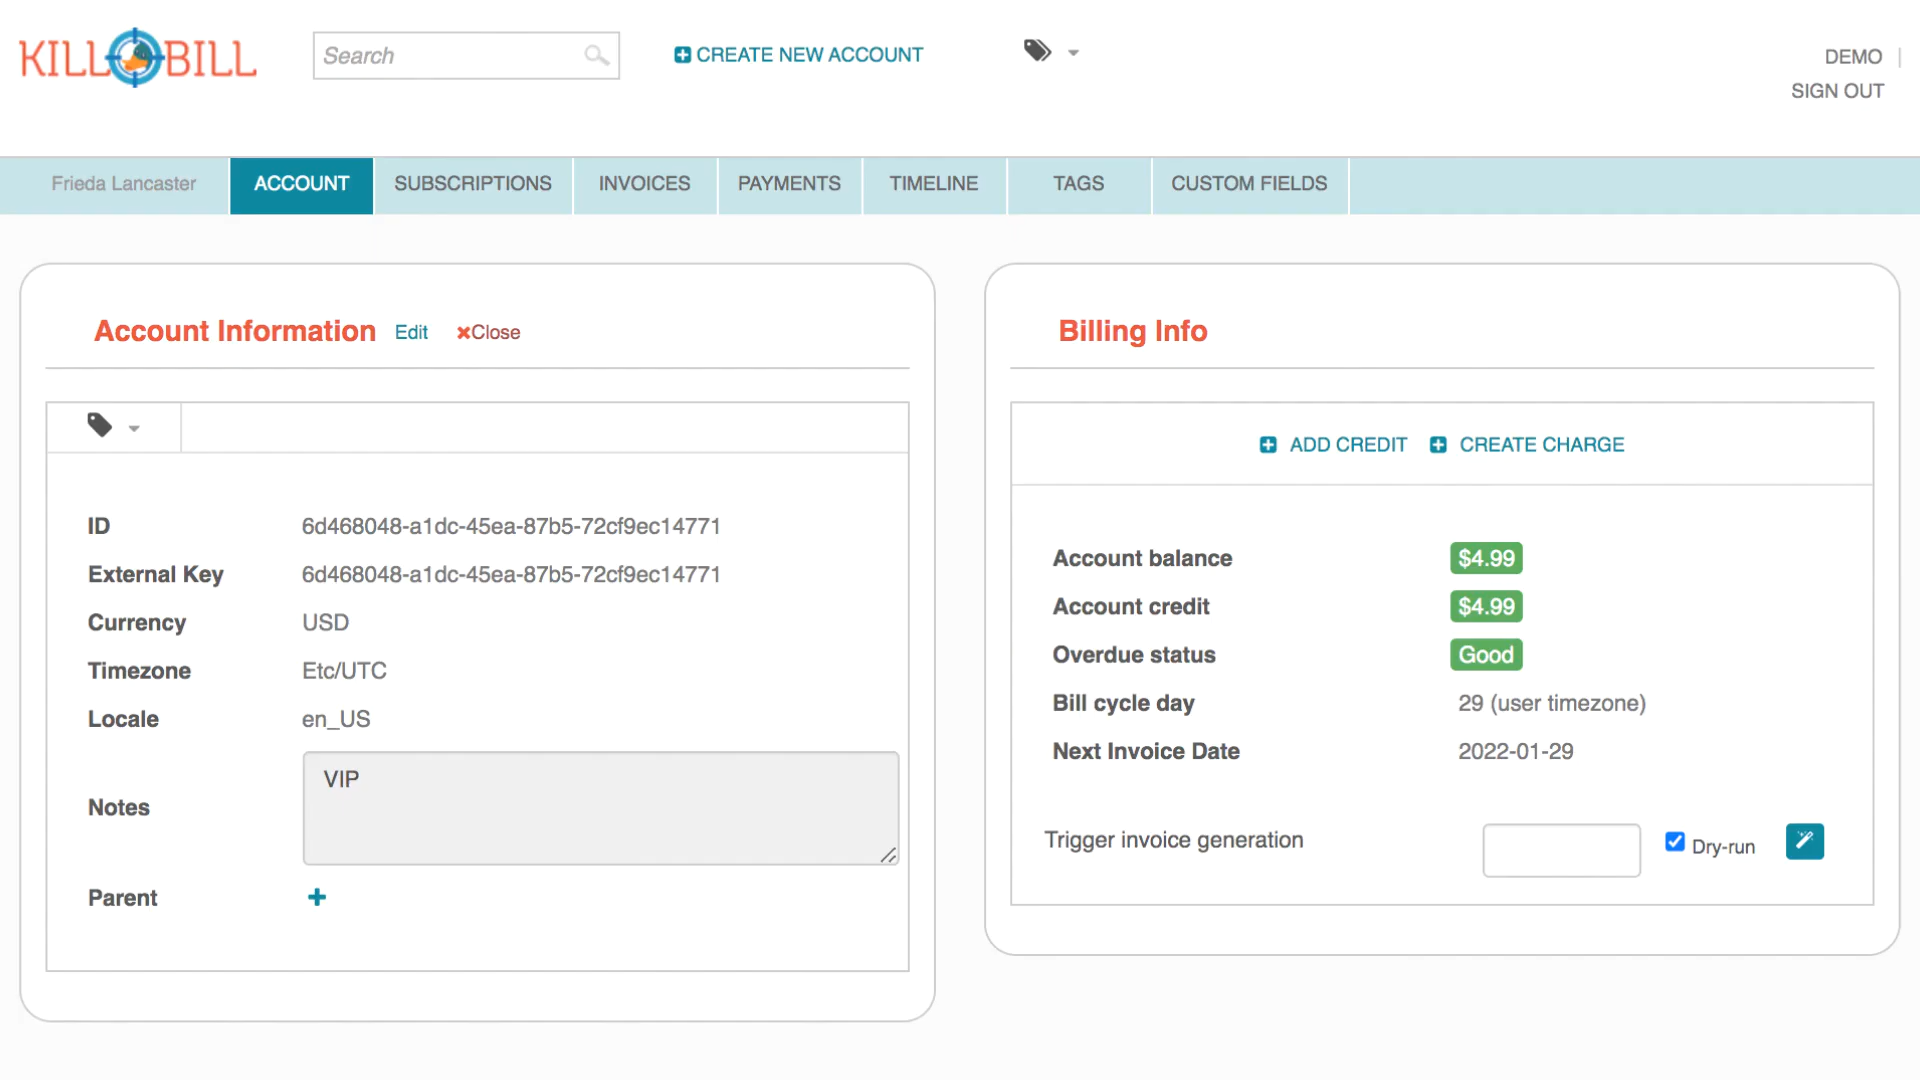 KILL BILL
Search
CREATE NEW ACCOUNT
DEMO
SIGN OUT
Frieda Lancaster
ACCOUNT
SUBSCRIPTIONS
INVOICES
PAYMENTS
TIMELINE
TAGS
CUSTOM FIELDS
Account Information Edit Close
ID 6d468048-a1dc-45ea-87b5-72cf9ec14771
External Key 6d468048-a1dc-45ea-87b5-72cf9ec14771
Currency USD
Timezone Etc/UTC
Locale en_US
Notes VIP
Parent
Billing Info
ADD CREDIT CREATE CHARGE
Account balance $4.99
Account credit $4.99
Overdue status Good
Bill cycle day 29 (user timezone)
Next Invoice Date 2022-01-29
Trigger invoice generation Dry-run